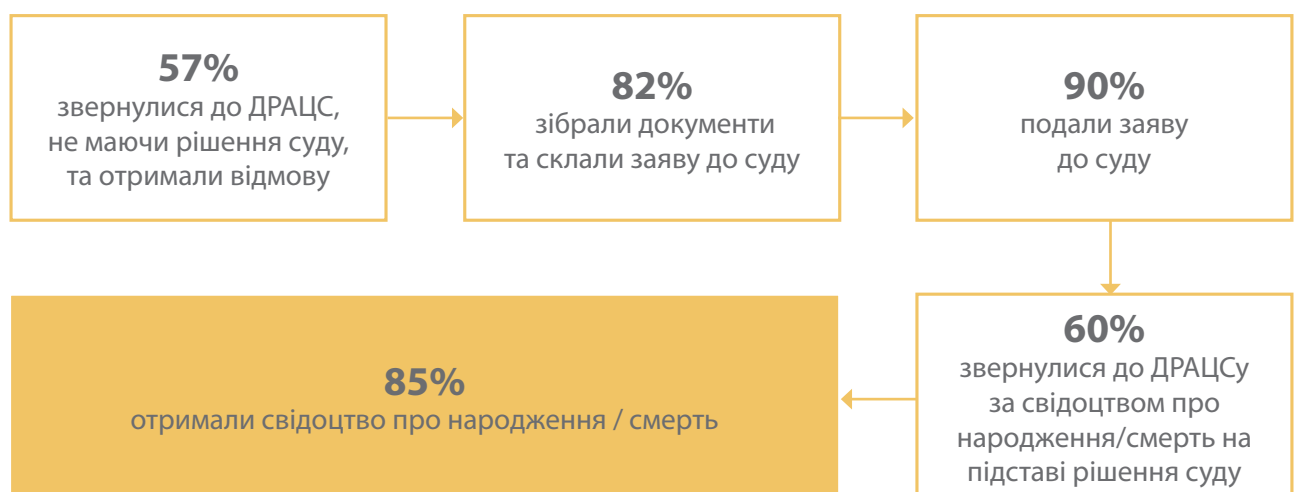 57%
звернулися до ДРАЦС,
не маючи рішення суду,
та отримали відмову
82%
зібрали документи
та склали заяву до суду
90%
подали заяву
до суду
60%
звернулися до ДРАЦСу
за свідоцтвом про
народження/смерть на
підставі рішення суду
85%
отримали свідоцтво про народження / смерть